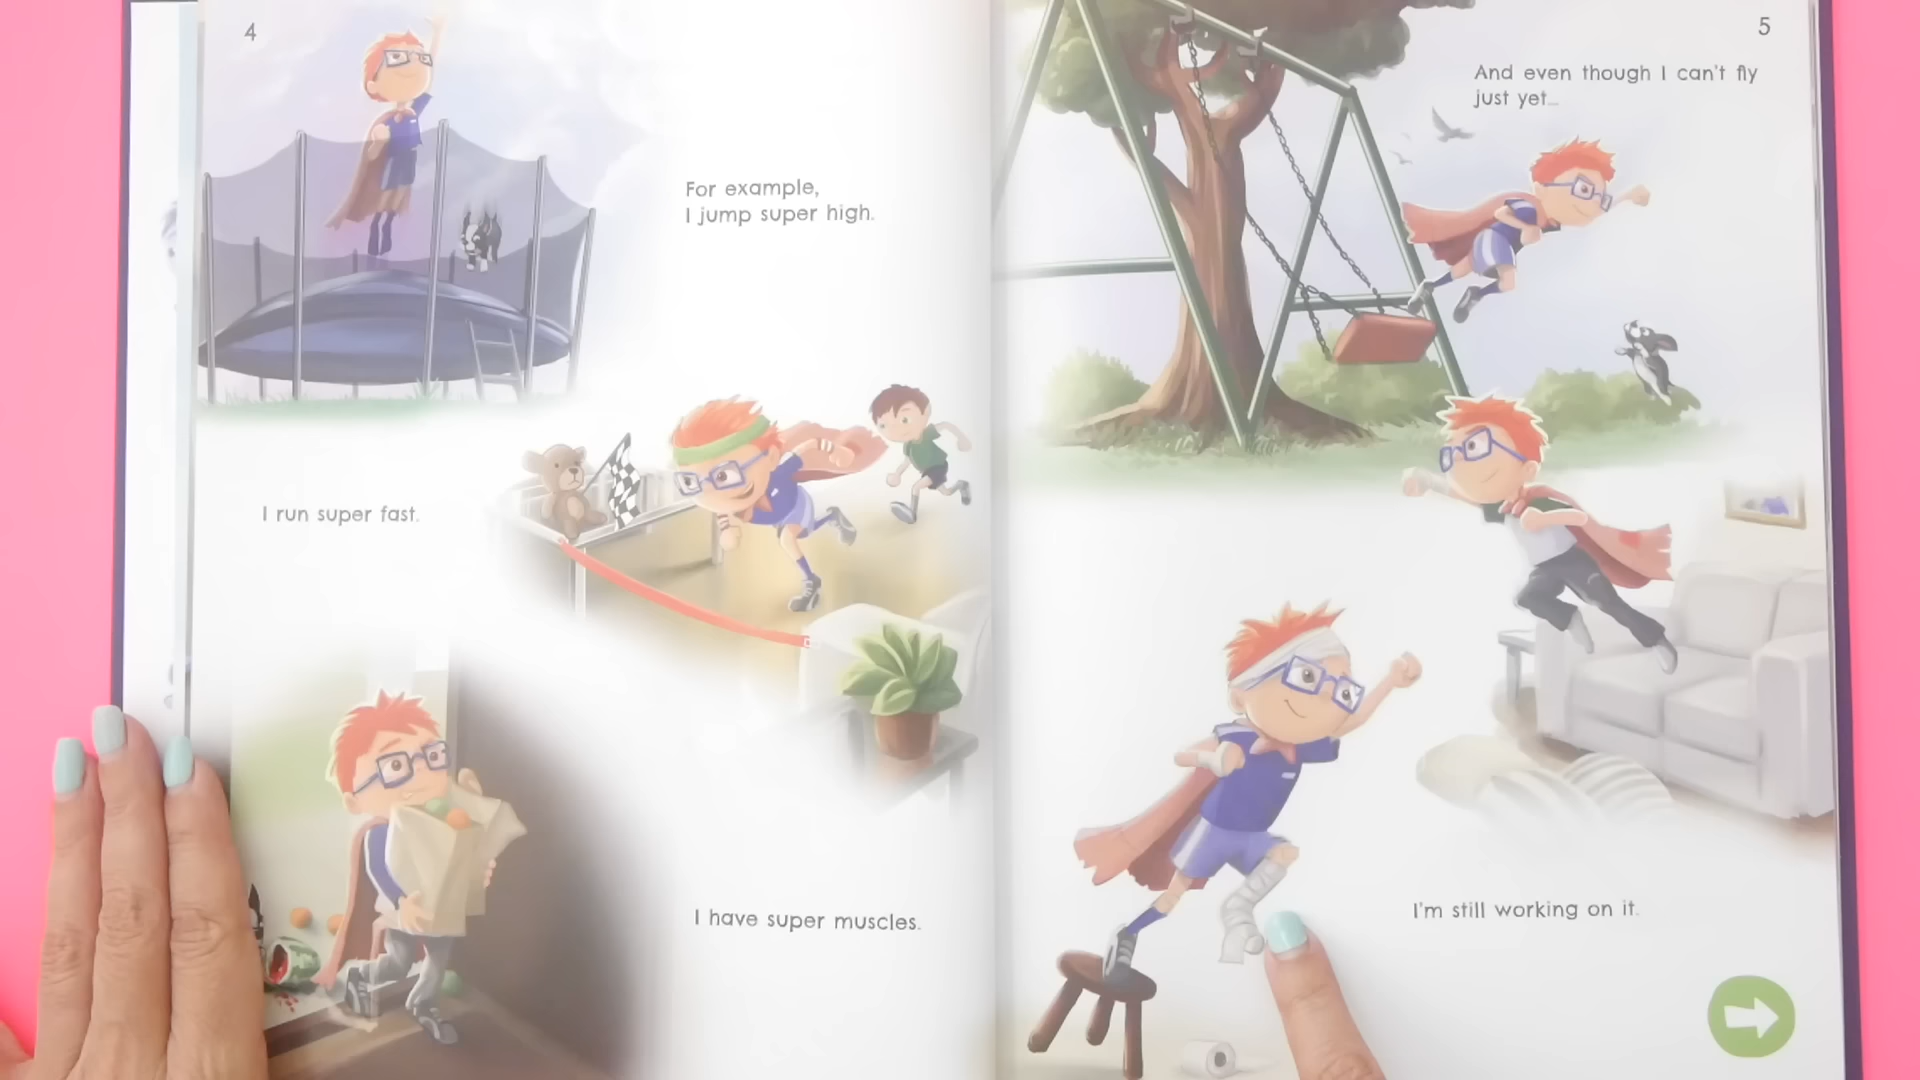 4
For example,
I jump super high.
I run super fast.
I have super muscles.
5
And even though I can't fly
just yet...
I'm still working on it.